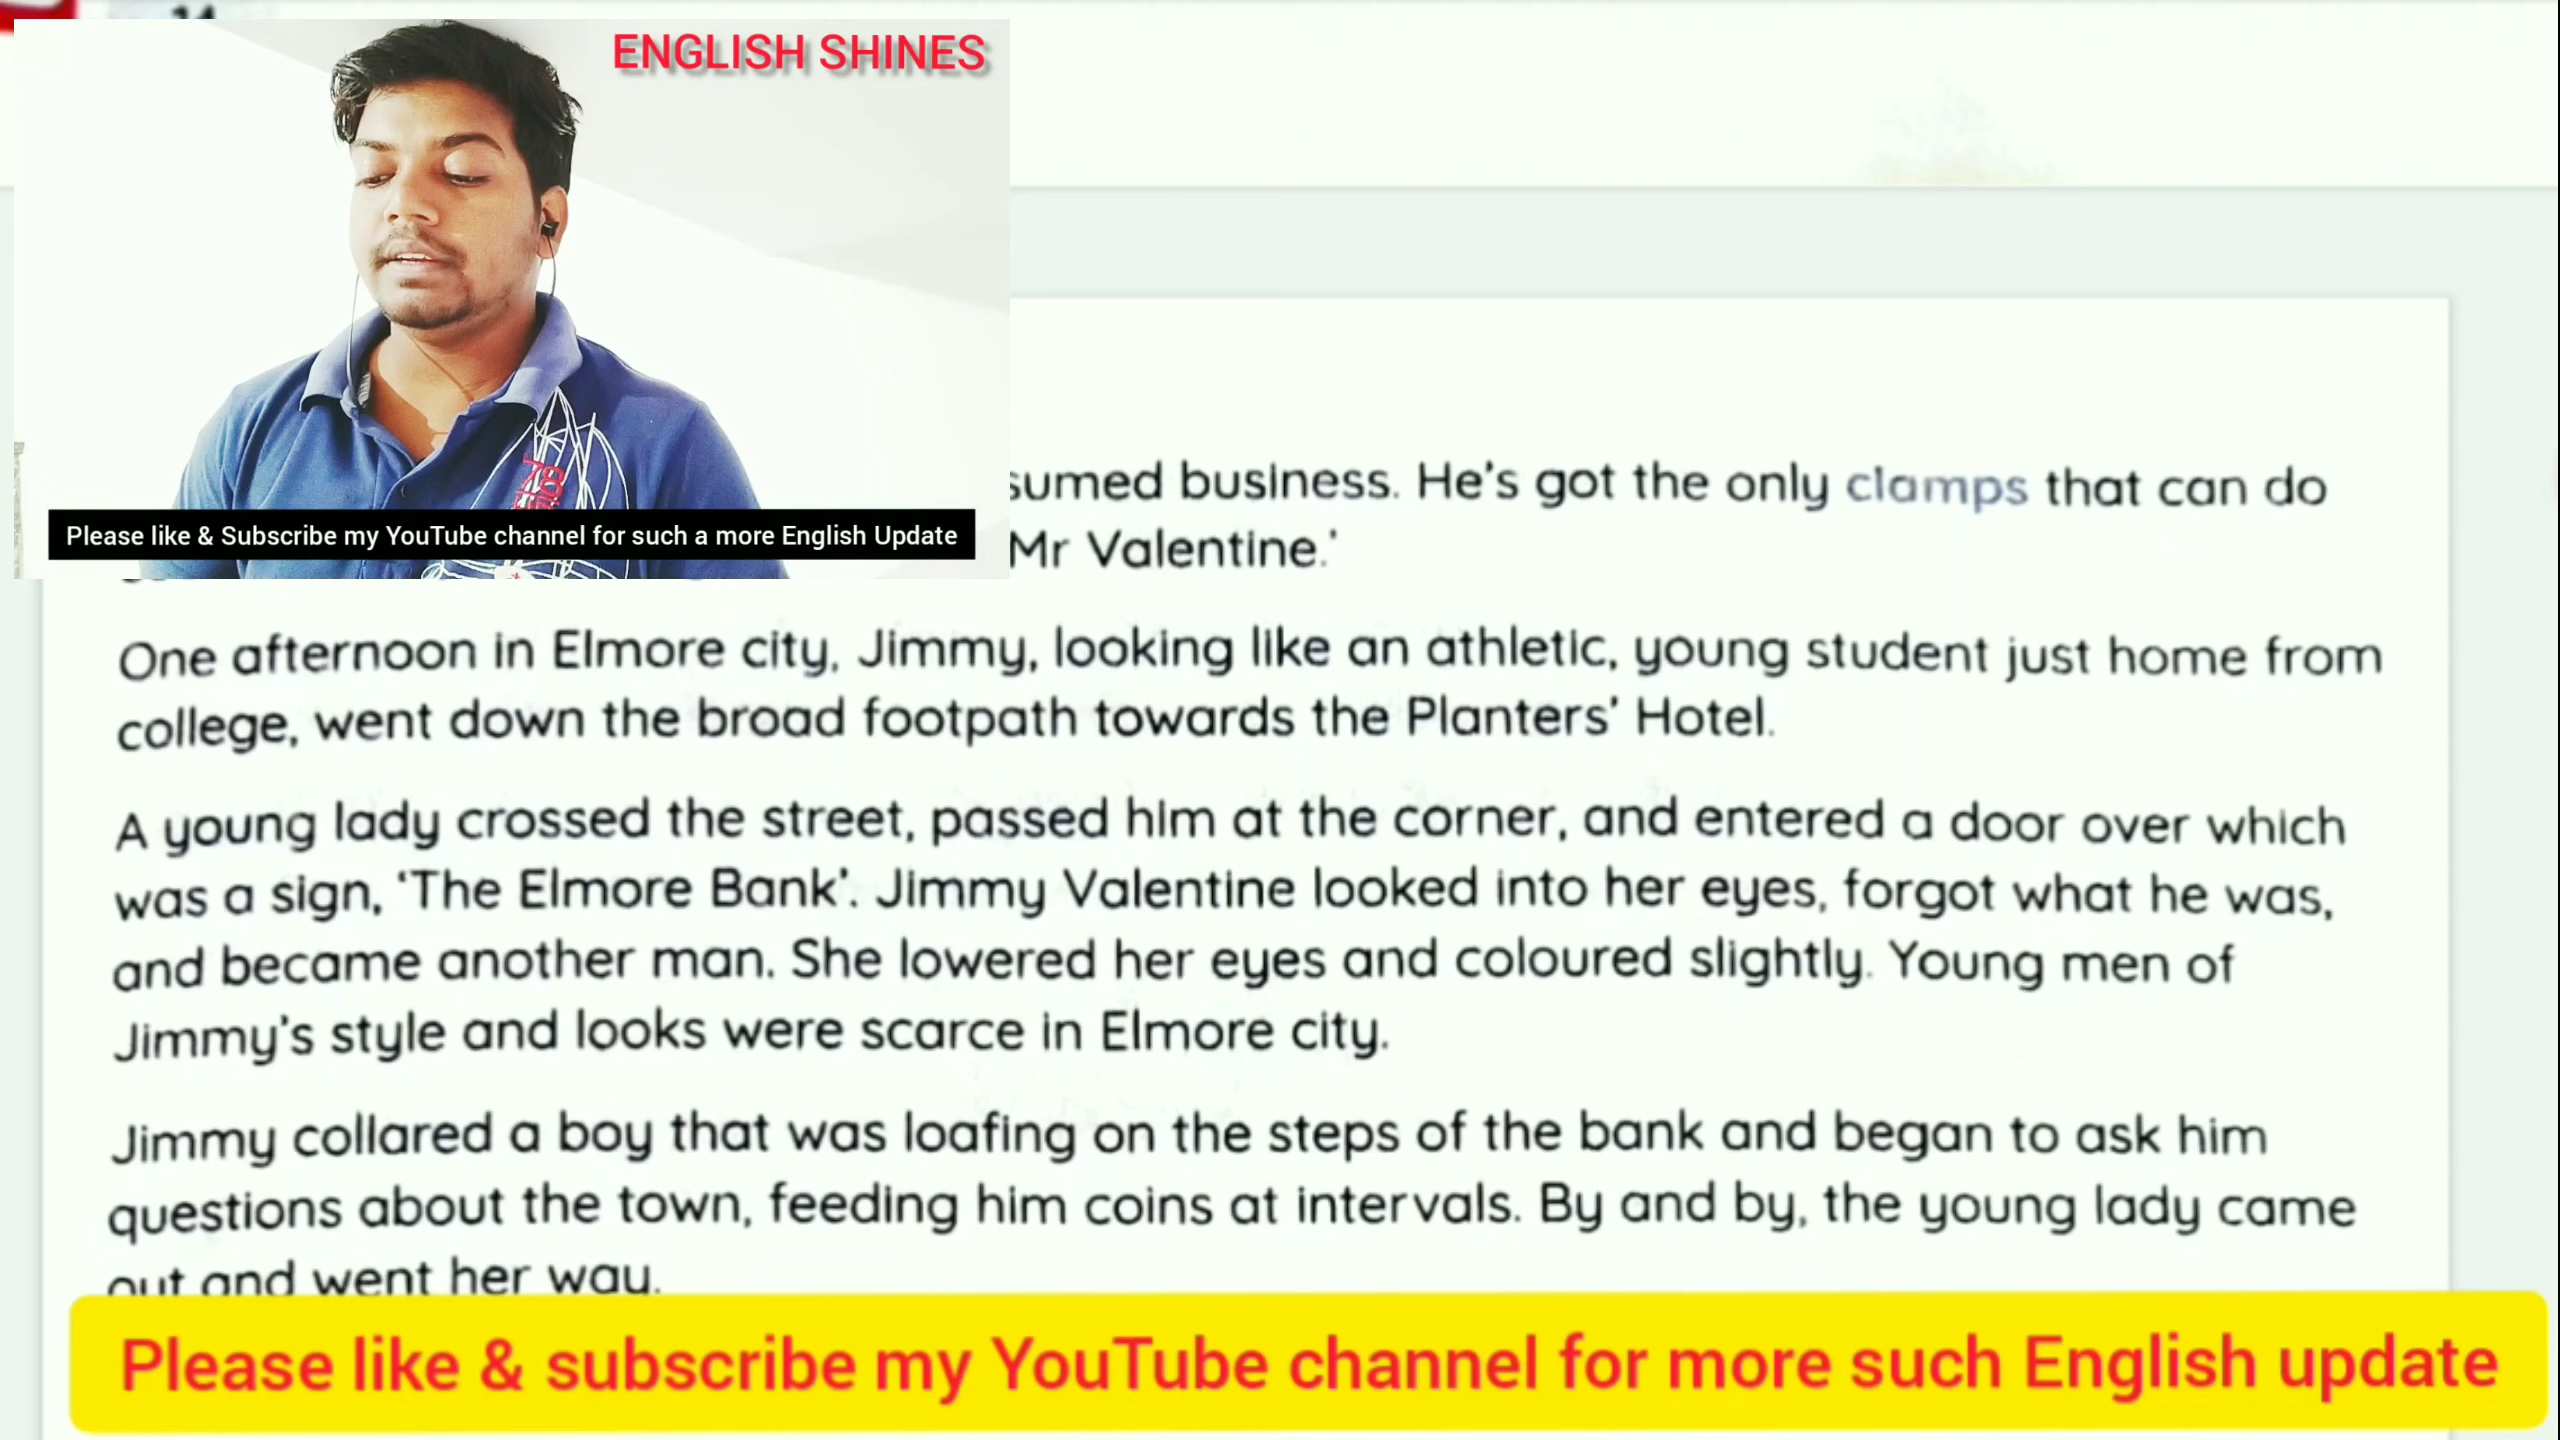 ENGLISH SHINES
sumed business. He's got the only clamps that can do
Please like & Subscribe my YouTube channel for such a more English Update
Mr Valentine.'
One afternoon in Elmore city, Jimmy, looking like an athletic, young student just home from
college, went down the broad footpath towards the Planters' Hotel.
A young lady crossed the street, passed him at the corner, and entered a door over which
was a sign, 'The Elmore Bank'. Jimmy Valentine looked into her eyes, forgot what he was,
and became another man. She lowered her eyes and coloured slightly. Young men of
Jimmy's style and looks were scarce in Elmore city.
Jimmy collared a boy that was loafing on the steps of the bank and began to ask him
questions about the town, feeding him coins at intervals. By and by, the young lady came
out and went her way.
Please like & subscribe my YouTube channel for more such English update